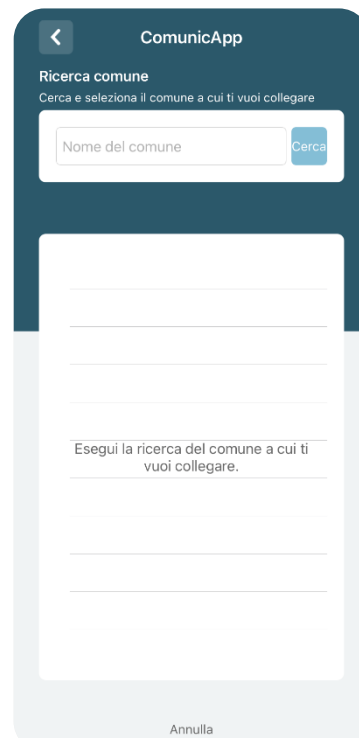 ComunicApp
Ricerca comune
Cerca e seleziona il comune a cui ti vuoi collegare
Nome del comune
Cerca
Esegui la ricerca del comune a cui ti
vuoi collegare.
Annulla